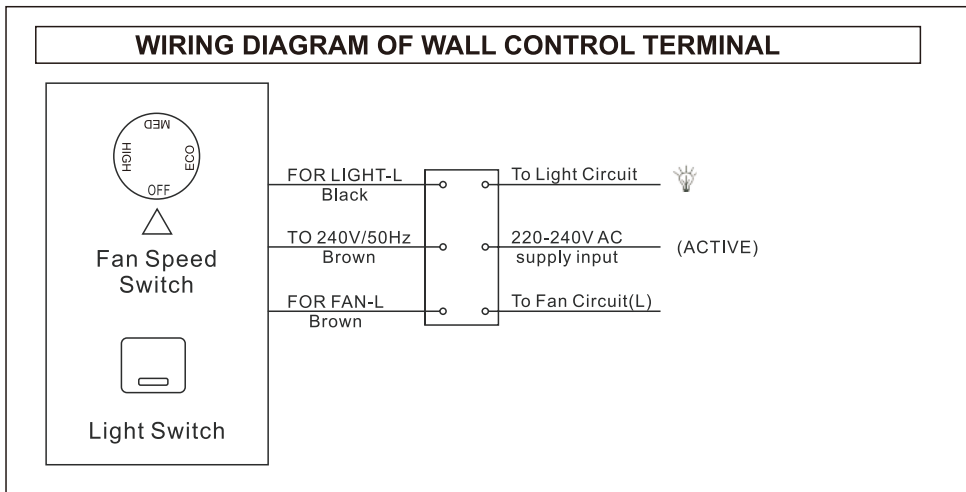 WIRING DIAGRAM OF WALL CONTROL TERMINAL
MED
HIGH
ECO
OFF
Fan Speed
Switch
Light Switch
FOR LIGHT-L
Black
TO 240V/50Hz
Brown
FOR FAN-L
Brown
To Light Circuit
220-240V AC
supply input
(ACTIVE)
To Fan Circuit(L)